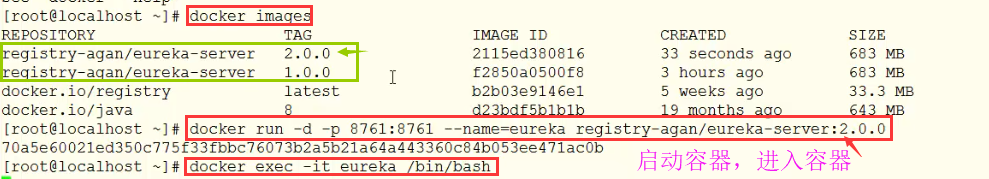 [root@localhost ~]# docker images
REPOSITORY TAG IMAGE ID CREATED SIZE
registry-agan/eureka-server 2.0.0 2115ed380816 33 seconds ago 683 MB
registry-agan/eureka-server 1.0.0 f2850a0500f8 3 hours ago 683 MB
docker.io/registry latest b2b03e9146e1 5 weeks ago 33.3 MB
docker.io/java 8 d23bdf5b1b1b 19 months ago 643 MB
[root@localhost ~]# docker run -d -p 8761:8761 --name=eureka registry-agan/eureka-server:2.0.0
70a5e60021ed350c775f33fbbc76073b2a5b21a64a443360c84b053ee471ac0b
启动容器，进入容器
[root@localhost ~]# docker exec -it eureka /bin/bash